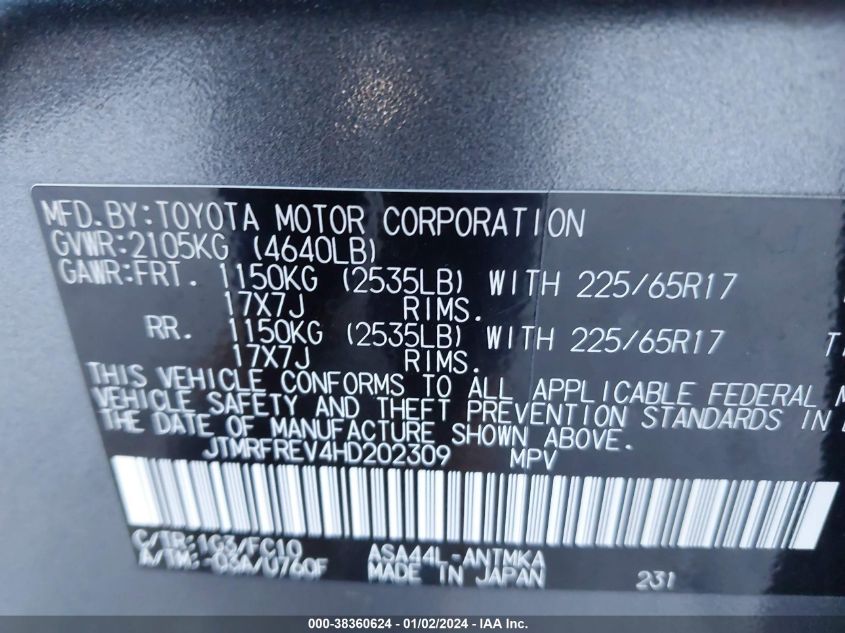 MFD.BY:TOYOTA MOTOR CORPORATION
GVWR:2105KG (4640LB)
GAWR:FRT. 1150KG (2535LB) WITH 225/65R17
17X7J RIMS.
RR. 1150KG (2535LB) WITH 225/65R17
17X7J RIMS.
THIS VEHICLE CONFORMS TO ALL APPLICABLE FEDERAL
VEHICLE SAFETY AND THEFT PREVENTION STANDARDS IN
THE DATE OF MANUFACTURE SHOWN ABOVE.
JTMRFREV4HD202309 MPV
C/TR:1G3/FC10 ASA44L-ANTMKA
A/TM:-03A/U760F MADE IN JAPAN 231
000-38360624 - 01/02/2024 - IAA Inc.